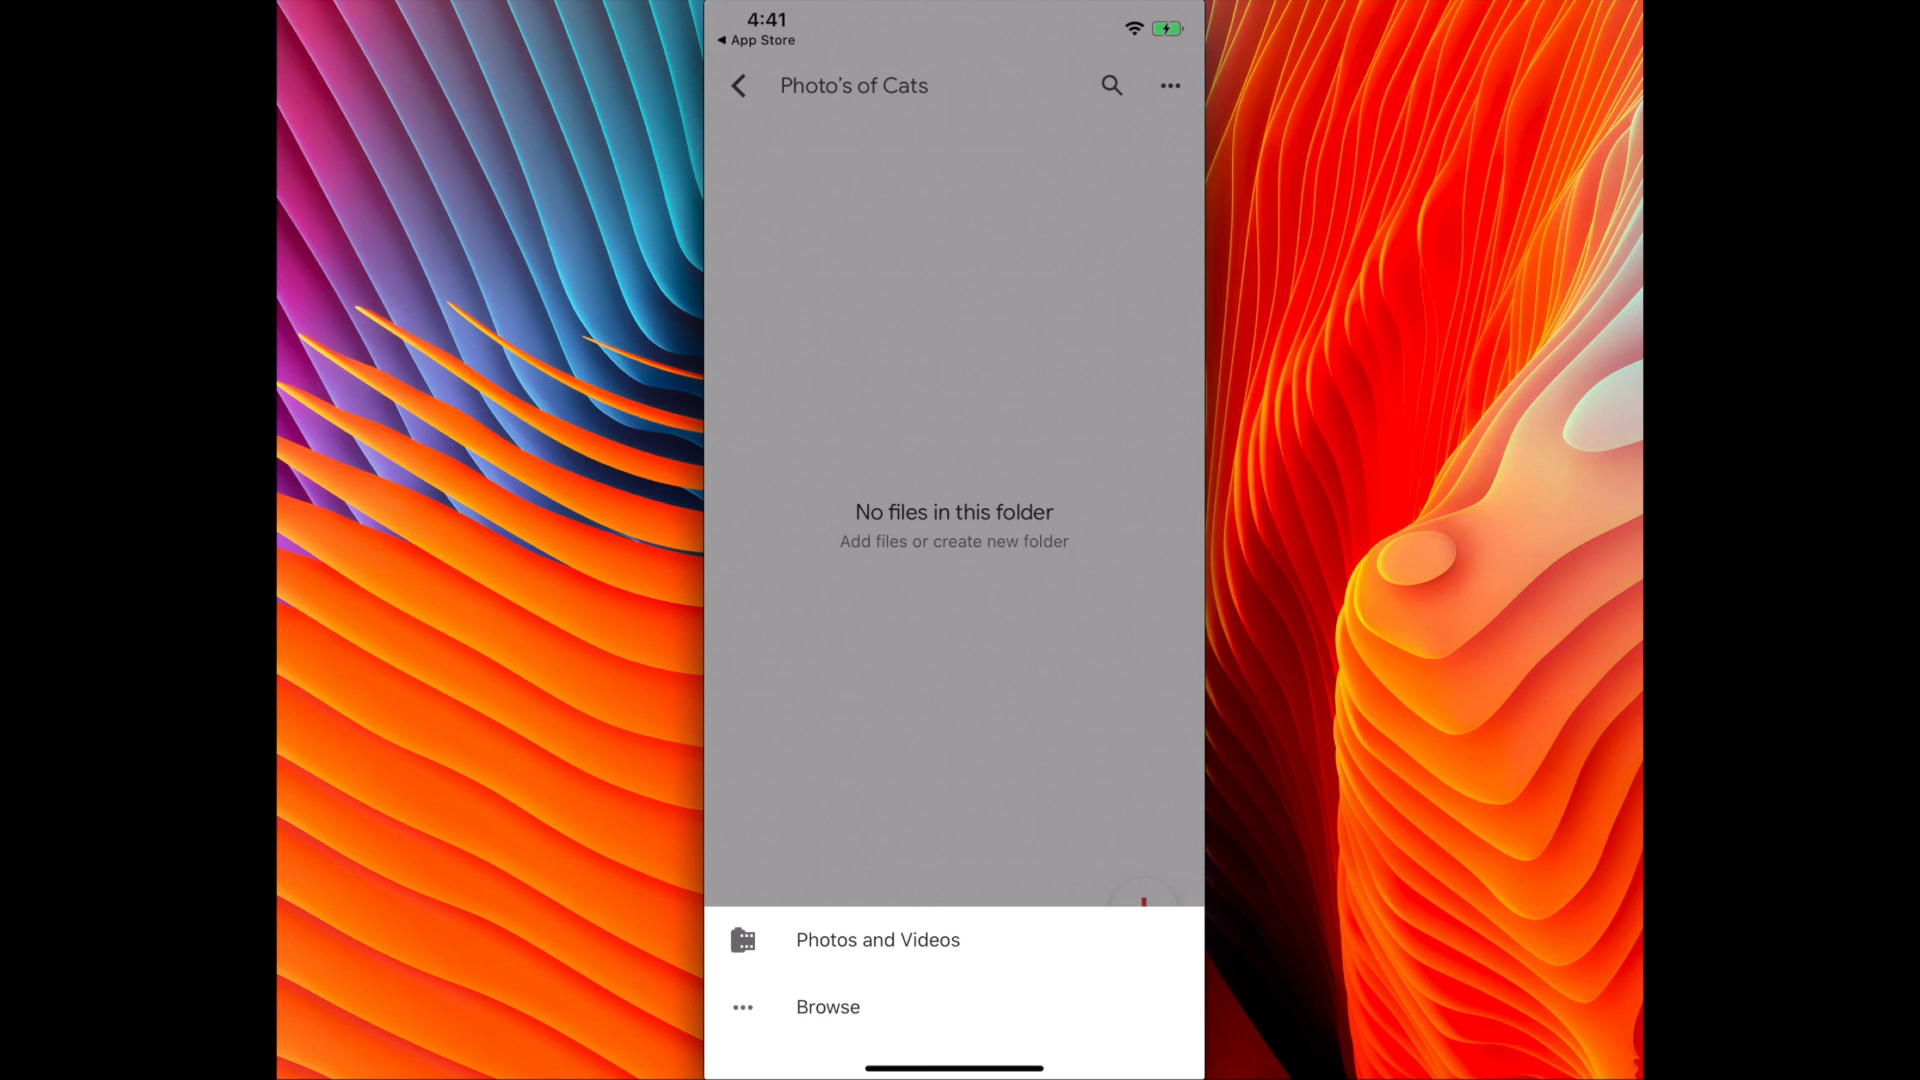 4:41
◀ App Store
Photo’s of Cats
No files in this folder
Add files or create new folder
Photos and Videos
Browse